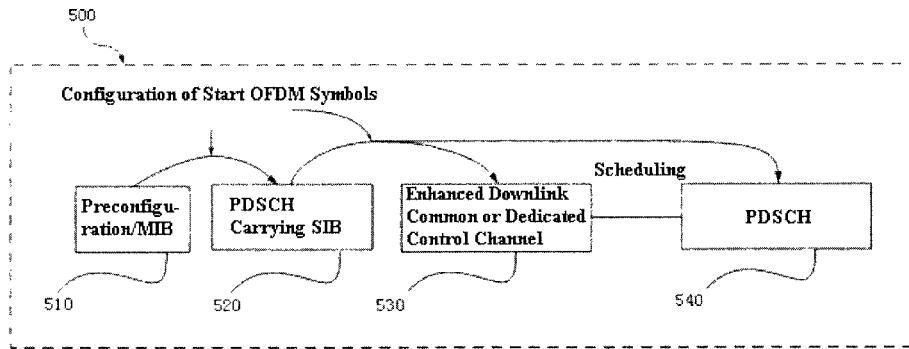 500
Configuration of Start OFDM Symbols
Scheduling
Preconfigu-
ration/MIB
PDSCH
Carrying SIB
Enhanced Downlink
Common or Dedicated
Control Channel
PDSCH
510
520
530
540